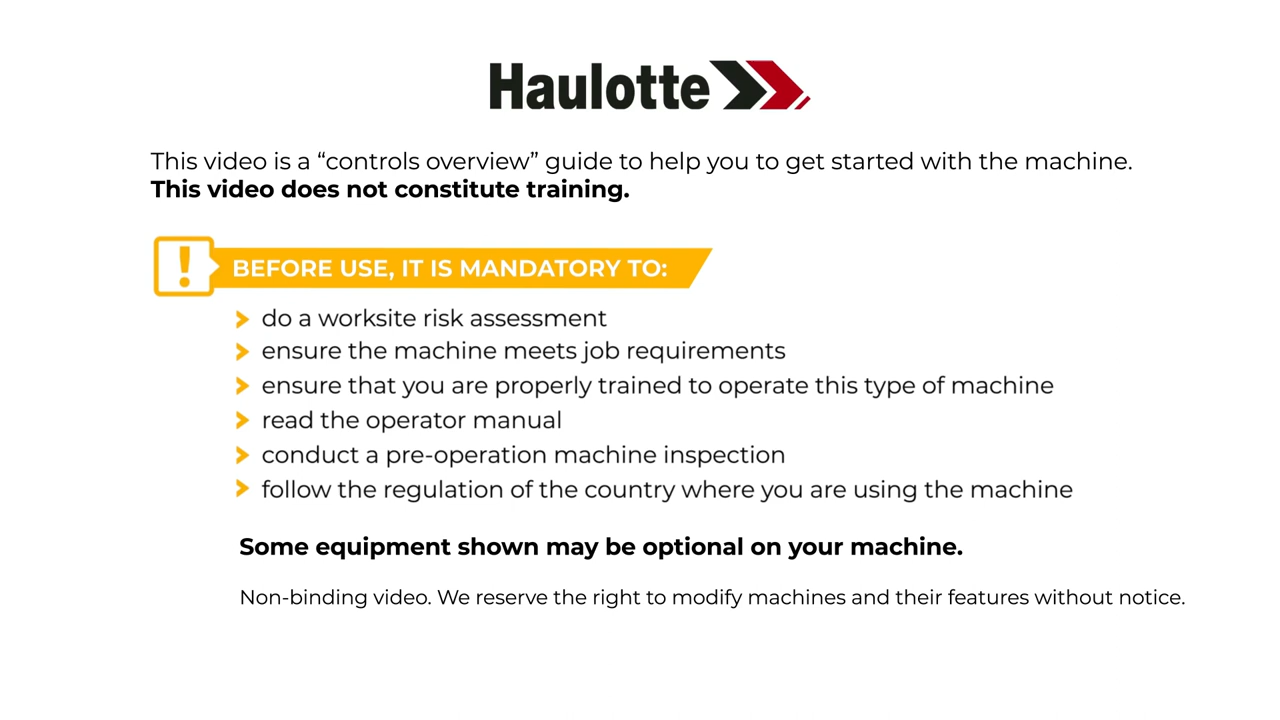 Haulotte
This video is a “controls overview” guide to help you to get started with the machine.
This video does not constitute training.
! BEFORE USE, IT IS MANDATORY TO:
do a worksite risk assessment
ensure the machine meets job requirements
ensure that you are properly trained to operate this type of machine
read the operator manual
conduct a pre-operation machine inspection
follow the regulation of the country where you are using the machine
Some equipment shown may be optional on your machine.
Non-binding video. We reserve the right to modify machines and their features without notice.